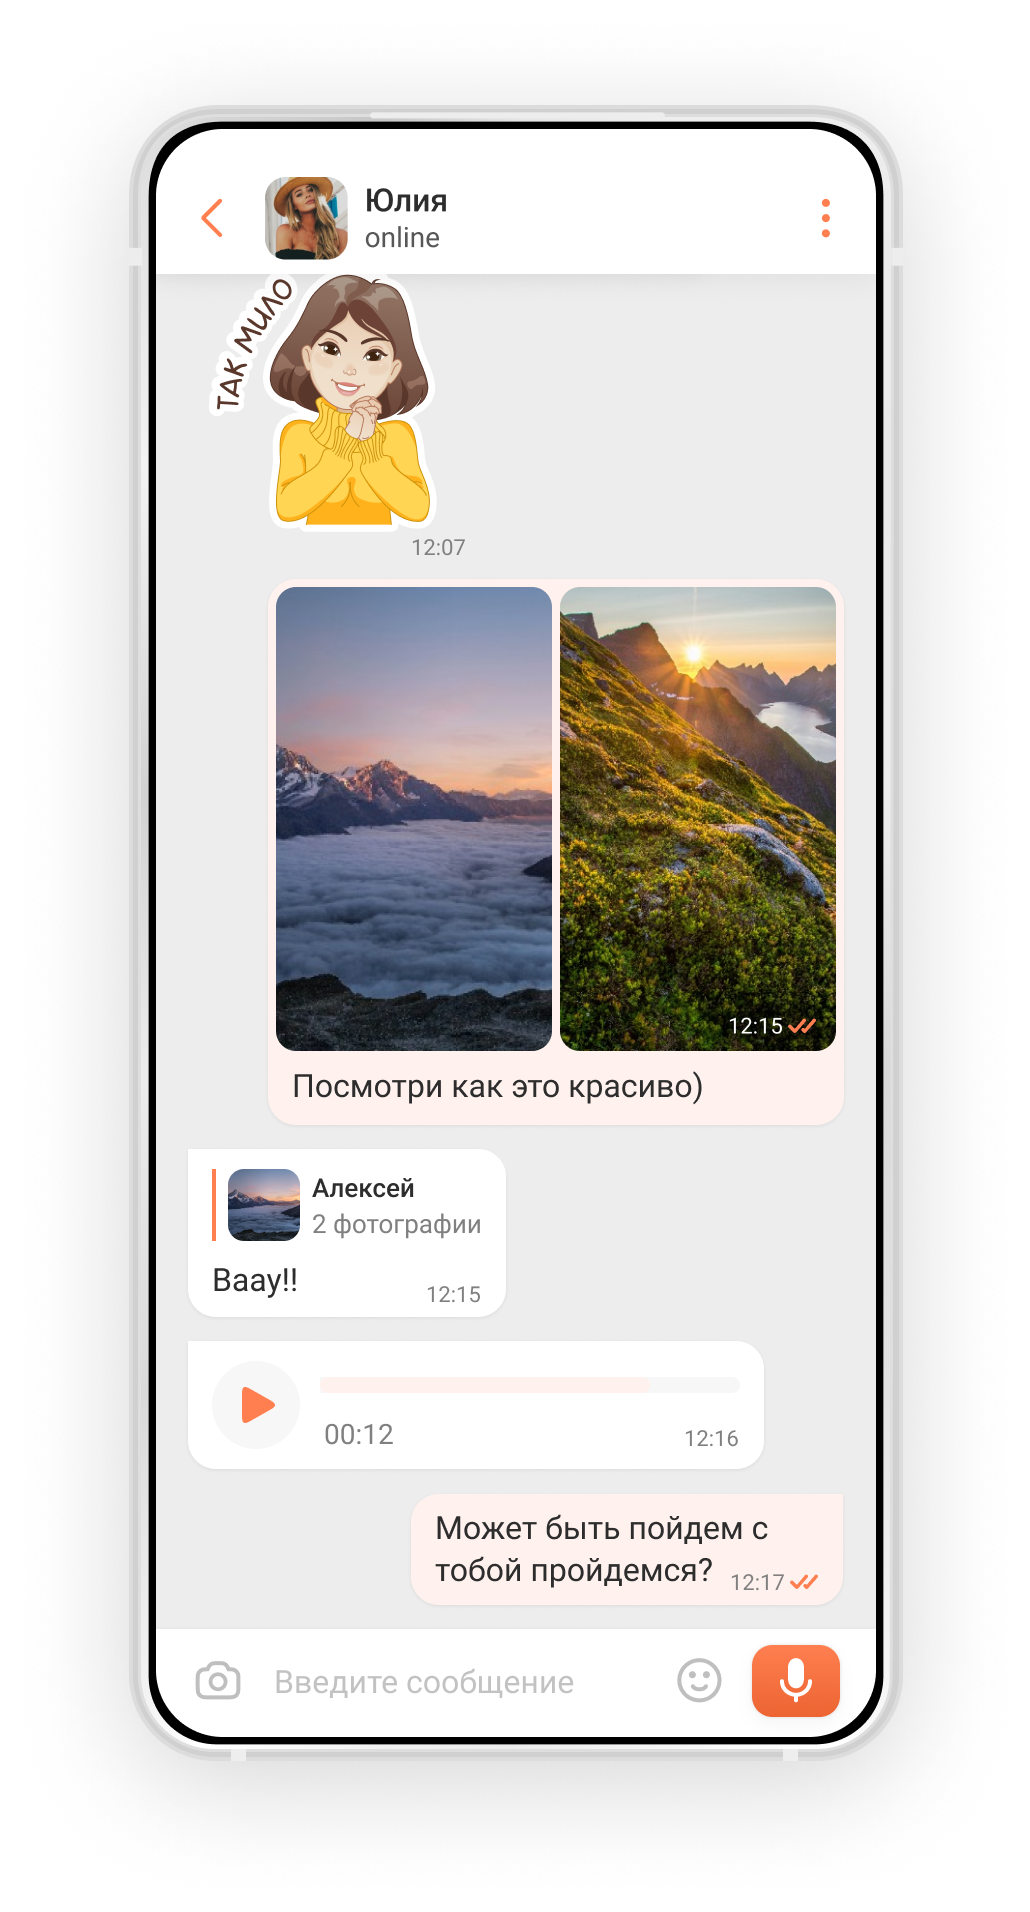 Юлия
online
ТАК МИЛО
12:07
12:15
Посмотри как это красиво)
Алексей
2 фотографии
Ваау!!
12:15
00:12
12:16
Может быть пойдем с
тобой пройдемся?
12:17
Введите сообщение